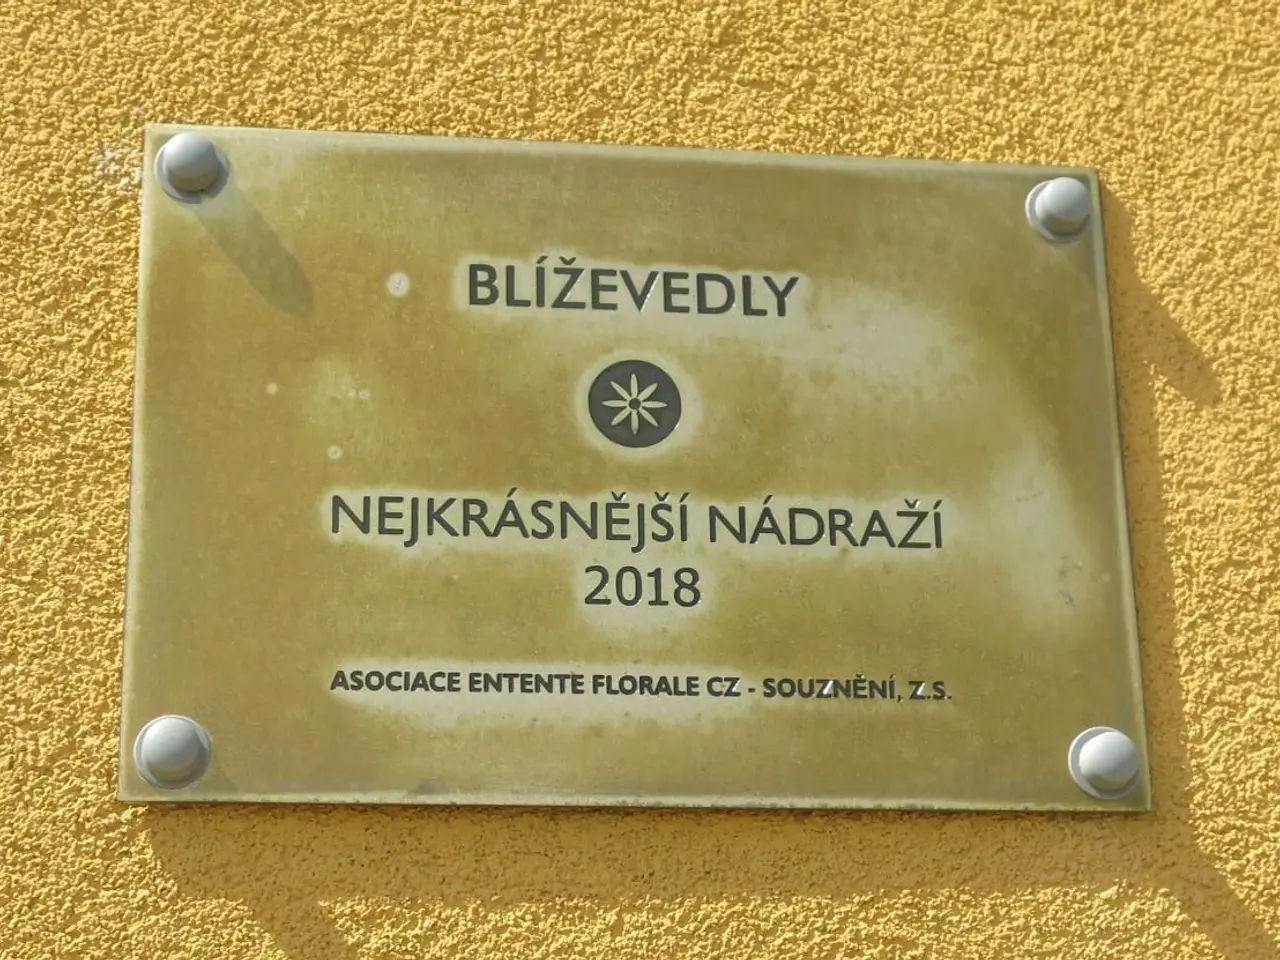 BLÍŽEVEDLY
NEJKRÁSNĚJŠÍ NÁDRAŽÍ
2018
ASOCIACE ENTENTE FLORALE CZ - SOUZNĚNÍ, Z.S.